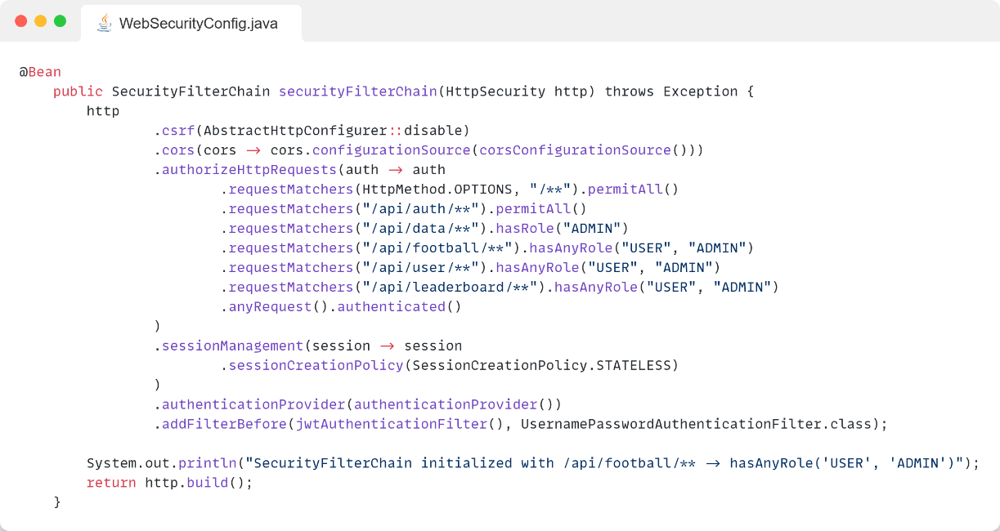 WebSecurityConfig.java
@Bean
    public SecurityFilterChain securityFilterChain(HttpSecurity http) throws Exception {
        http
                .csrf(AbstractHttpConfigurer::disable)
                .cors(cors -> cors.configurationSource(corsConfigurationSource()))
                .authorizeHttpRequests(auth -> auth
                        .requestMatchers(HttpMethod.OPTIONS, "/**").permitAll()
                        .requestMatchers("/api/auth/**").permitAll()
                        .requestMatchers("/api/data/**").hasRole("ADMIN")
                        .requestMatchers("/api/football/**").hasAnyRole("USER", "ADMIN")
                        .requestMatchers("/api/user/**").hasAnyRole("USER", "ADMIN")
                        .requestMatchers("/api/leaderboard/**").hasAnyRole("USER", "ADMIN")
                        .anyRequest().authenticated()
                )
                .sessionManagement(session -> session
                        .sessionCreationPolicy(SessionCreationPolicy.STATELESS)
                )
                .authenticationProvider(authenticationProvider())
                .addFilterBefore(jwtAuthenticationFilter(), UsernamePasswordAuthenticationFilter.class);

        System.out.println("SecurityFilterChain initialized with /api/football/** -> hasAnyRole('USER', 'ADMIN')");
        return http.build();
    }